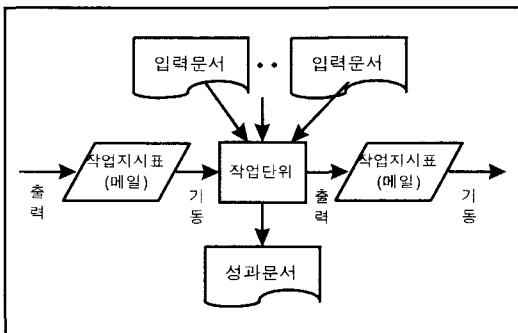 입력문서 •• 입력문서
작업지시표
(메일)
작업단위
작업지시표
(메일)
출력
기동
출력
기동
성과문서